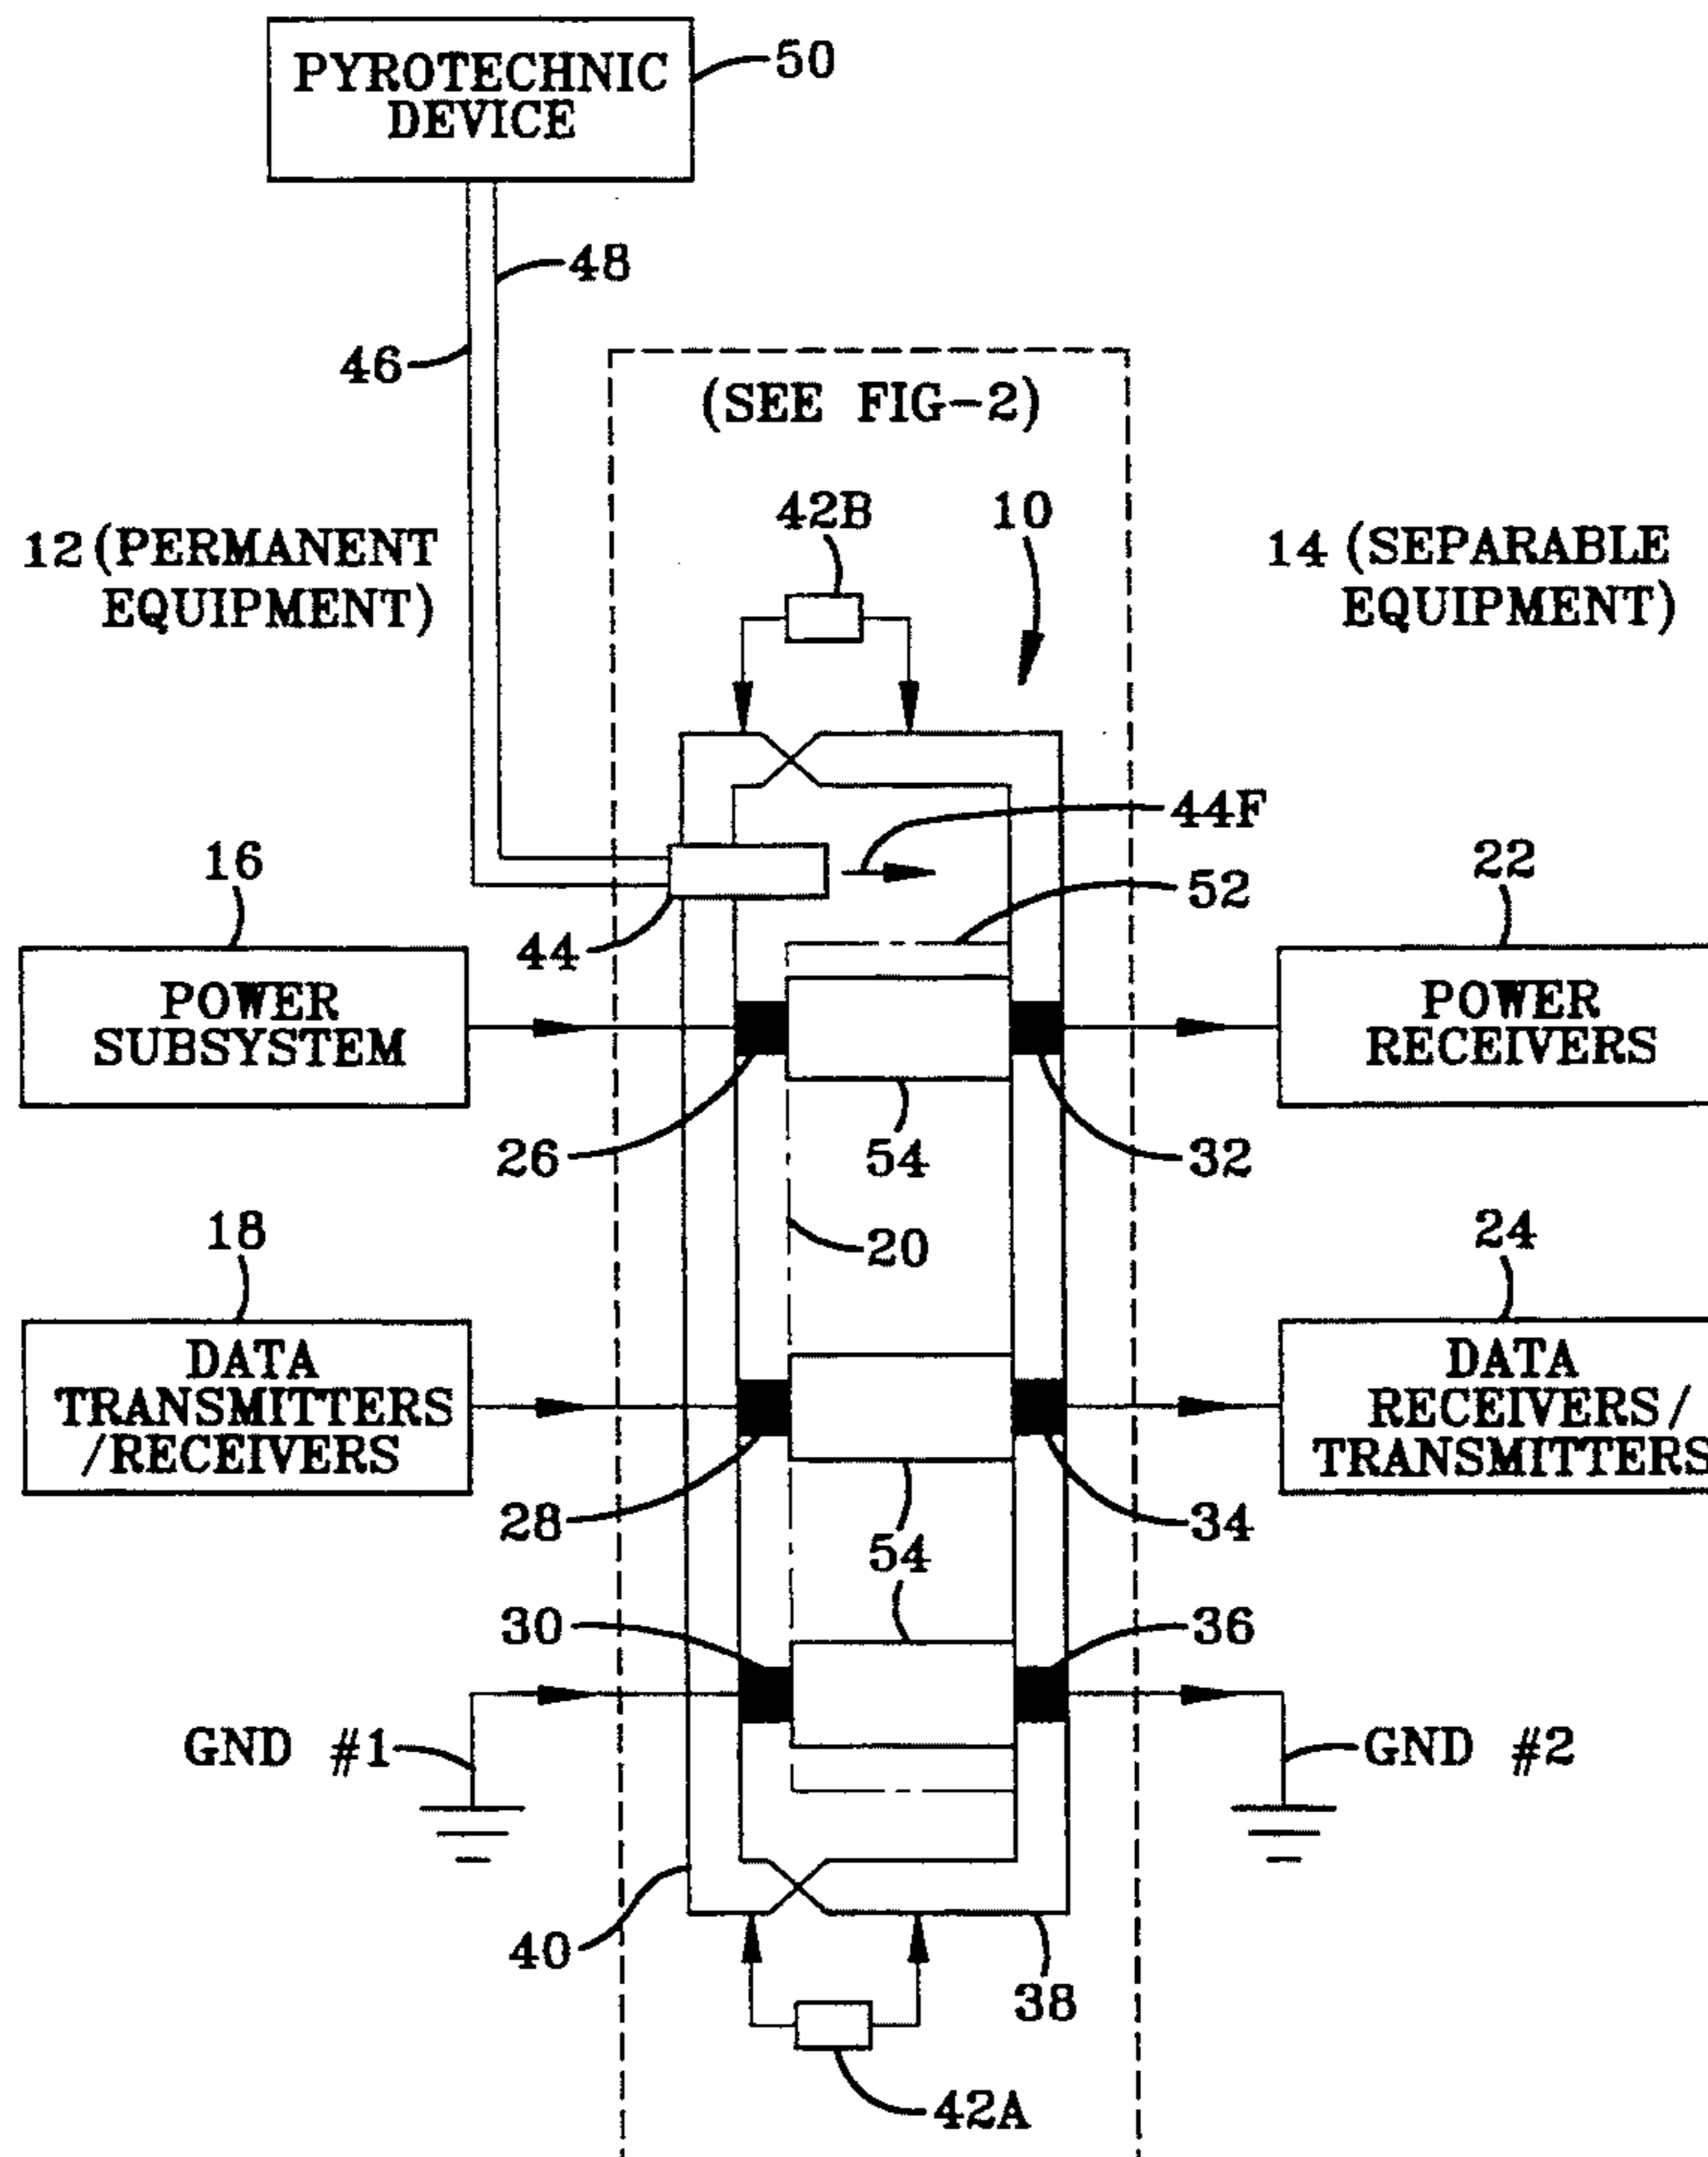 PYROTECHNIC
DEVICE
50
48
46
(SEE FIG-2)
42B
10
12 (PERMANENT
EQUIPMENT)
14 (SEPARABLE
EQUIPMENT)
44F
16
22
52
44
POWER
SUBSYSTEM
POWER
RECEIVERS
26
54
32
18
20
24
DATA
TRANSMITTERS
/RECEIVERS
DATA
RECEIVERS/
TRANSMITTERS
28
34
54
30
36
GND #1
GND #2
40
38
42A